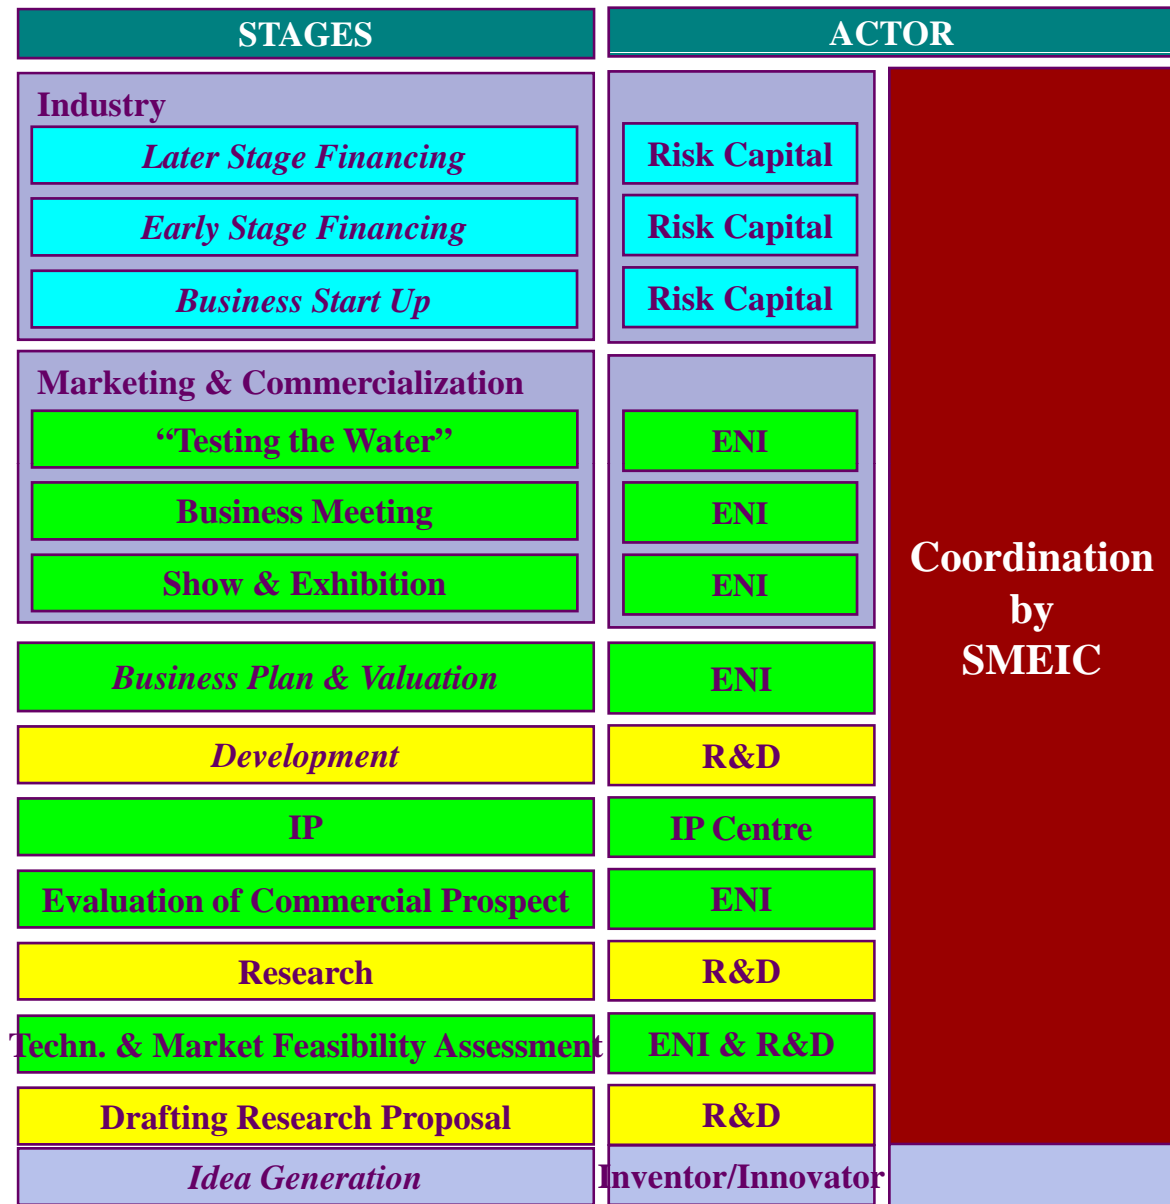 STAGES
ACTOR
Industry
Later Stage Financing
Risk Capital
Early Stage Financing
Risk Capital
Business Start Up
Risk Capital
Marketing & Commercialization
“Testing the Water”
ENI
Business Meeting
ENI
Show & Exhibition
ENI
Coordination
by
SMEIC
Business Plan & Valuation
ENI
Development
R&D
IP
IP Centre
Evaluation of Commercial Prospect
ENI
Research
R&D
Techn. & Market Feasibility Assessment
ENI & R&D
Drafting Research Proposal
R&D
Idea Generation
Inventor/Innovator